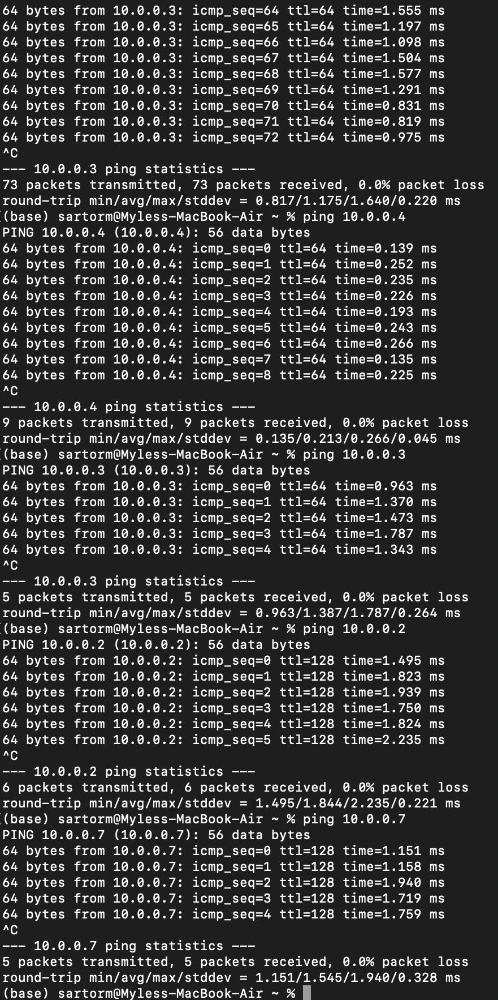 64 bytes from 10.0.0.3: icmp_seq=64 ttl=64 time=1.555 ms
64 bytes from 10.0.0.3: icmp_seq=65 ttl=64 time=1.197 ms
64 bytes from 10.0.0.3: icmp_seq=66 ttl=64 time=1.098 ms
64 bytes from 10.0.0.3: icmp_seq=67 ttl=64 time=1.504 ms
64 bytes from 10.0.0.3: icmp_seq=68 ttl=64 time=1.577 ms
64 bytes from 10.0.0.3: icmp_seq=69 ttl=64 time=1.291 ms
64 bytes from 10.0.0.3: icmp_seq=70 ttl=64 time=0.831 ms
64 bytes from 10.0.0.3: icmp_seq=71 ttl=64 time=0.819 ms
64 bytes from 10.0.0.3: icmp_seq=72 ttl=64 time=0.975 ms
^C
--- 10.0.0.3 ping statistics ---
73 packets transmitted, 73 packets received, 0.0% packet loss
round-trip min/avg/max/stddev = 0.817/1.175/1.640/0.220 ms
(base) sartorm@Myless-MacBook-Air ~ % ping 10.0.0.4
PING 10.0.0.4 (10.0.0.4): 56 data bytes
64 bytes from 10.0.0.4: icmp_seq=0 ttl=64 time=0.139 ms
64 bytes from 10.0.0.4: icmp_seq=1 ttl=64 time=0.252 ms
64 bytes from 10.0.0.4: icmp_seq=2 ttl=64 time=0.235 ms
64 bytes from 10.0.0.4: icmp_seq=3 ttl=64 time=0.226 ms
64 bytes from 10.0.0.4: icmp_seq=4 ttl=64 time=0.193 ms
64 bytes from 10.0.0.4: icmp_seq=5 ttl=64 time=0.243 ms
64 bytes from 10.0.0.4: icmp_seq=6 ttl=64 time=0.266 ms
64 bytes from 10.0.0.4: icmp_seq=7 ttl=64 time=0.135 ms
64 bytes from 10.0.0.4: icmp_seq=8 ttl=64 time=0.225 ms
^C
--- 10.0.0.4 ping statistics ---
9 packets transmitted, 9 packets received, 0.0% packet loss
round-trip min/avg/max/stddev = 0.135/0.213/0.266/0.045 ms
(base) sartorm@Myless-MacBook-Air ~ % ping 10.0.0.3
PING 10.0.0.3 (10.0.0.3): 56 data bytes
64 bytes from 10.0.0.3: icmp_seq=0 ttl=64 time=0.963 ms
64 bytes from 10.0.0.3: icmp_seq=1 ttl=64 time=1.370 ms
64 bytes from 10.0.0.3: icmp_seq=2 ttl=64 time=1.473 ms
64 bytes from 10.0.0.3: icmp_seq=3 ttl=64 time=1.787 ms
64 bytes from 10.0.0.3: icmp_seq=4 ttl=64 time=1.343 ms
^C
--- 10.0.0.3 ping statistics ---
5 packets transmitted, 5 packets received, 0.0% packet loss
round-trip min/avg/max/stddev = 0.963/1.387/1.787/0.264 ms
(base) sartorm@Myless-MacBook-Air ~ % ping 10.0.0.2
PING 10.0.0.2 (10.0.0.2): 56 data bytes
64 bytes from 10.0.0.2: icmp_seq=0 ttl=128 time=1.495 ms
64 bytes from 10.0.0.2: icmp_seq=1 ttl=128 time=1.823 ms
64 bytes from 10.0.0.2: icmp_seq=2 ttl=128 time=1.939 ms
64 bytes from 10.0.0.2: icmp_seq=3 ttl=128 time=1.750 ms
64 bytes from 10.0.0.2: icmp_seq=4 ttl=128 time=1.824 ms
64 bytes from 10.0.0.2: icmp_seq=5 ttl=128 time=2.235 ms
^C
--- 10.0.0.2 ping statistics ---
6 packets transmitted, 6 packets received, 0.0% packet loss
round-trip min/avg/max/stddev = 1.495/1.844/2.235/0.221 ms
(base) sartorm@Myless-MacBook-Air ~ % ping 10.0.0.7
PING 10.0.0.7 (10.0.0.7): 56 data bytes
64 bytes from 10.0.0.7: icmp_seq=0 ttl=128 time=1.151 ms
64 bytes from 10.0.0.7: icmp_seq=1 ttl=128 time=1.158 ms
64 bytes from 10.0.0.7: icmp_seq=2 ttl=128 time=1.940 ms
64 bytes from 10.0.0.7: icmp_seq=3 ttl=128 time=1.719 ms
64 bytes from 10.0.0.7: icmp_seq=4 ttl=128 time=1.759 ms
^C
--- 10.0.0.7 ping statistics ---
5 packets transmitted, 5 packets received, 0.0% packet loss
round-trip min/avg/max/stddev = 1.151/1.545/1.940/0.328 ms
(base) sartorm@Myless-MacBook-Air ~ %